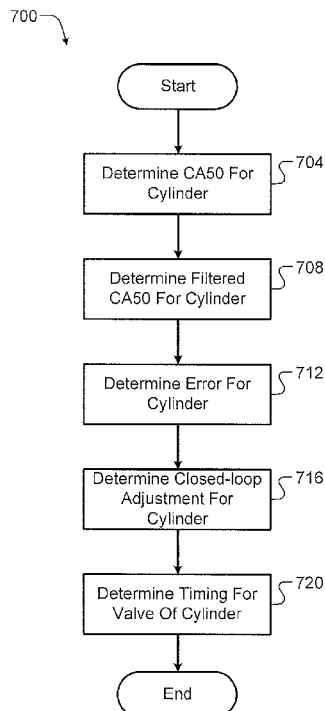 700
Start
Determine CA50 For
Cylinder
704
Determine Filtered
CA50 For Cylinder
708
Determine Error For
Cylinder
712
Determine Closed-loop
Adjustment For
Cylinder
716
Determine Timing For
Valve Of Cylinder
720
End